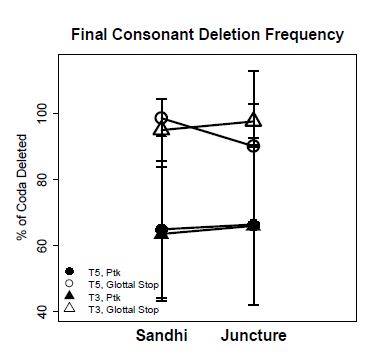 Final Consonant Deletion Frequency
% of Coda Deleted
100
80
60
40
T5, Ptk
T5, Glottal Stop
T3, Ptk
T3, Glottal Stop
Sandhi Juncture